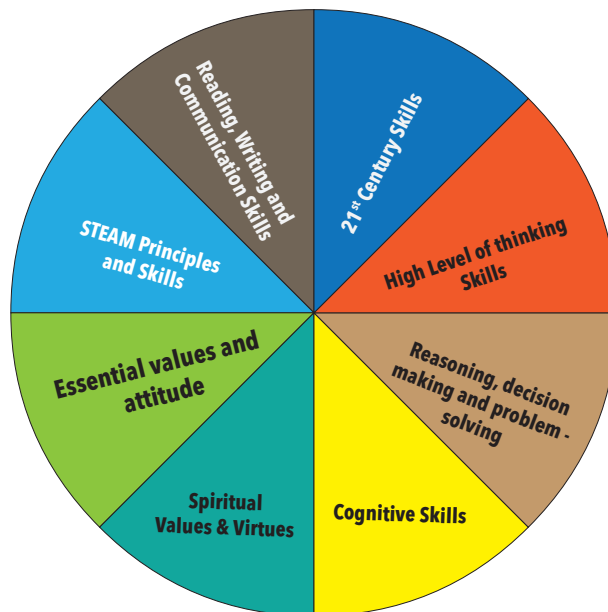 21st Century Skills
High Level of thinking
Skills
Reasoning, decision
making and problem -
solving
Cognitive Skills
Spiritual
Values & Virtues
Essential values and
attitude
STEAM Principles
and Skills
Reading, Writing and
Communication Skills